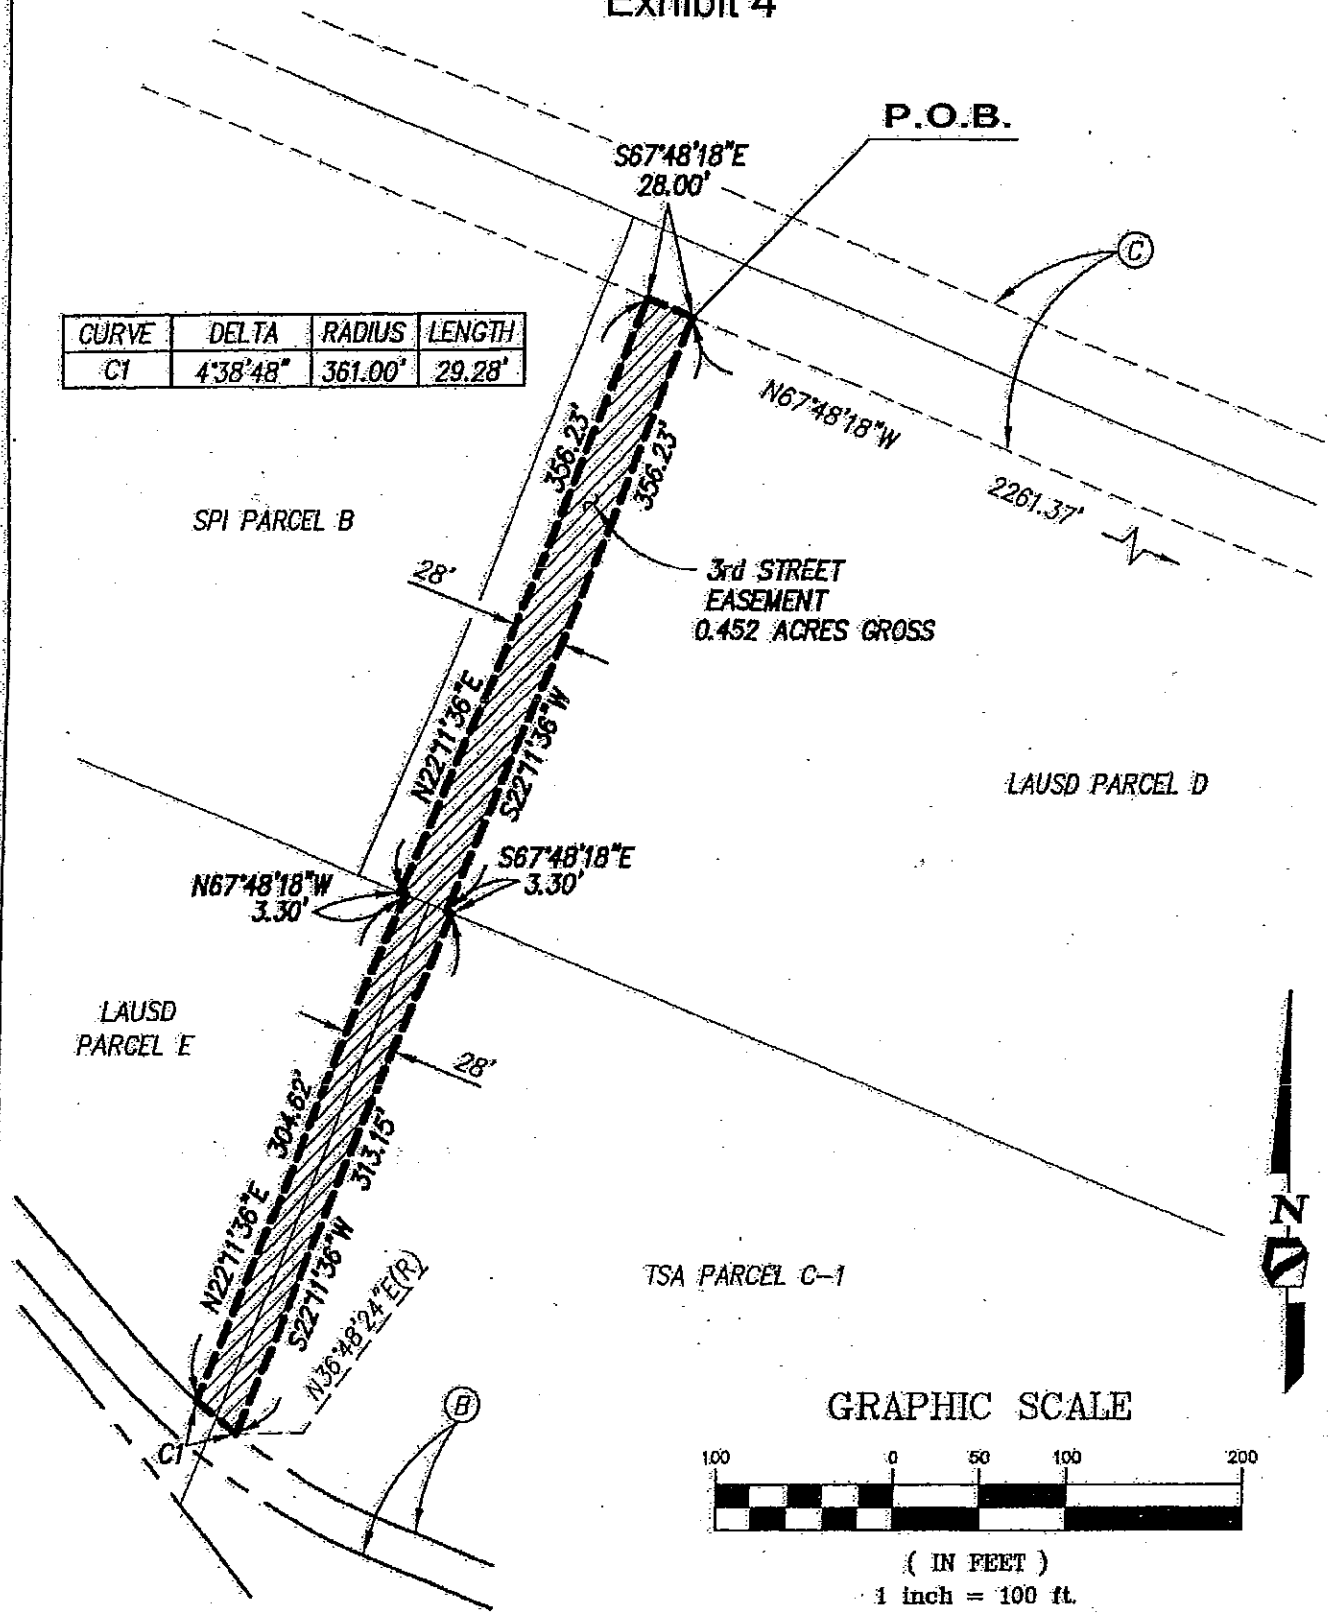 Exhibit 4
P.O.B.
S67°48'18"E
28.00'
C
CURVE DELTA RADIUS LENGTH
C1 4°38'48" 361.00' 29.28'
N67°48'18"W
2261.37'
356.23'
356.23'
SPI PARCEL B
28'
3rd STREET
EASEMENT
0.452 ACRES GROSS
N22°11'36"E
S22°11'36"W
LAUSD PARCEL D
N67°48'18"W
3.30'
S67°48'18"E
3.30'
LAUSD
PARCEL E
28'
304.62'
313.15'
N22°11'36"E
S22°11'36"W
N36°48'24"E(R)
TSA PARCEL C-1
N
C1
B
GRAPHIC SCALE
100 0 50 100 200
( IN FEET )
1 inch = 100 ft.